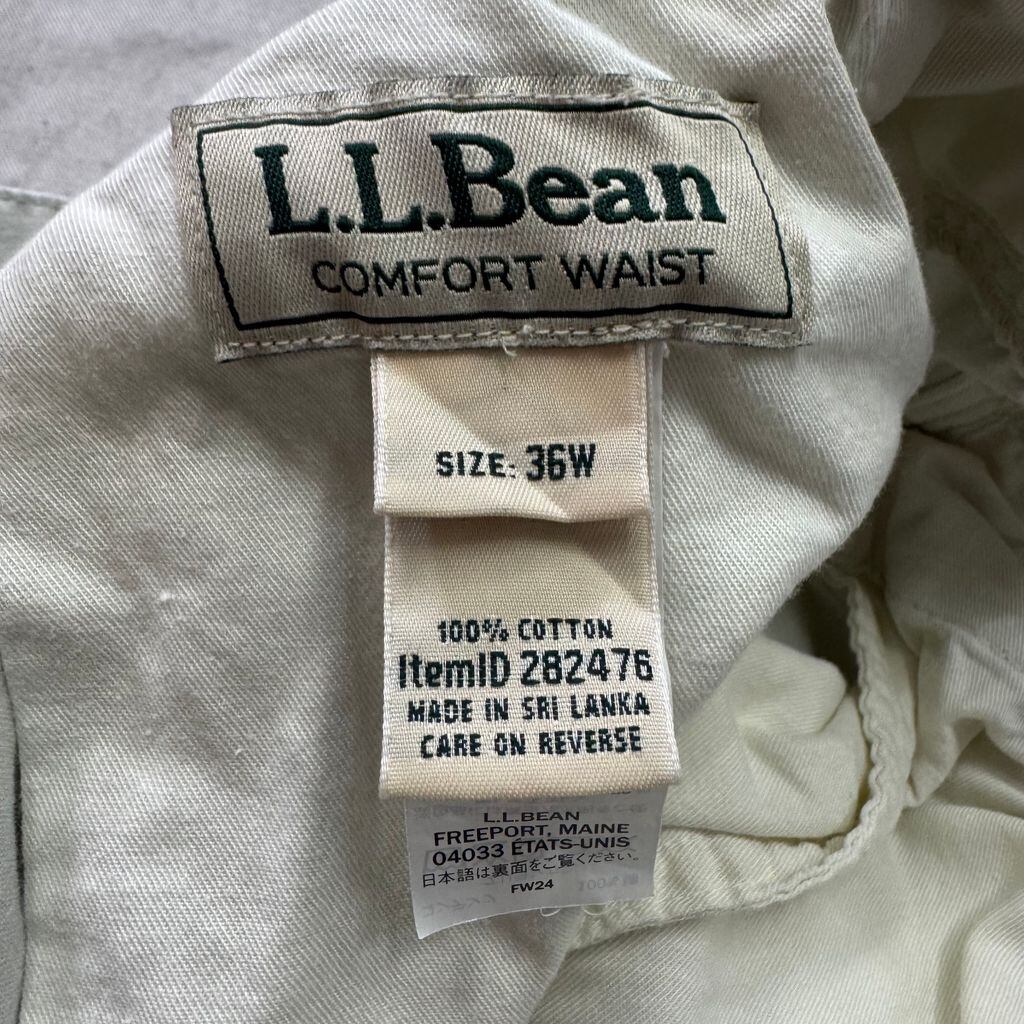 L.L.Bean
COMFORT WAIST
SIZE: 36W
100% COTTON
ItemID 282476
MADE IN SRI LANKA
CARE ON REVERSE
L.L.BEAN
FREEPORT, MAINE
04033 ÉTATS-UNIS
日本語は裏面をご覧ください。
FW24